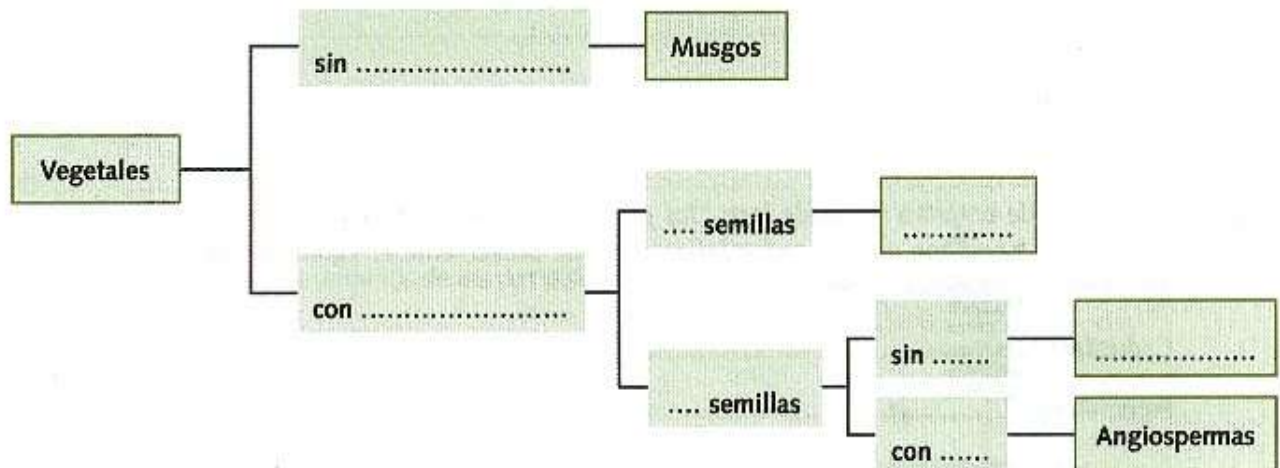 sin ..........................
Musgos
Vegetales
.... semillas
.............
con ........................
sin .......
...................
.... semillas
con ......
Angiospermas